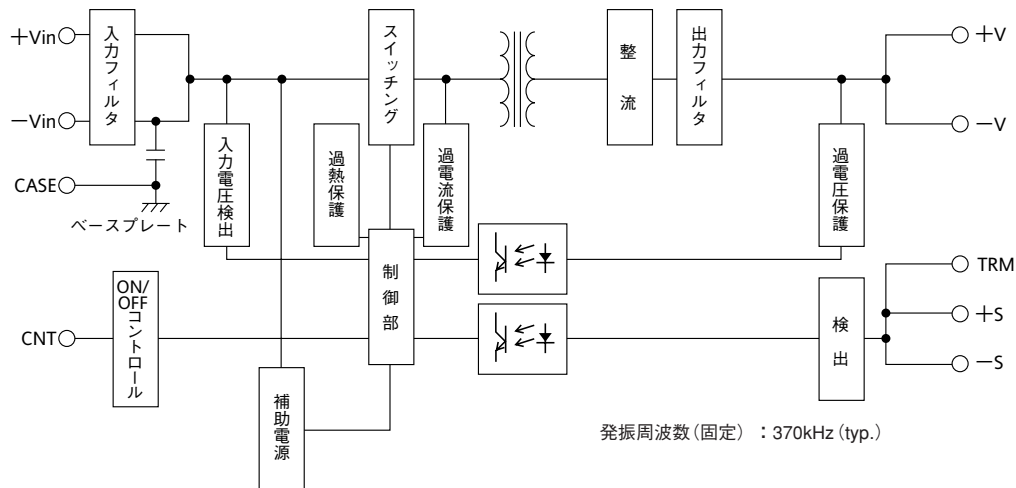 +Vin
-Vin
CASE
ベースプレート
CNT
入力フィルタ
入力電圧検出
ON/
OFF
コントロール
補助電源
過熱保護
スイッチング
過電流保護
制御部
整流
出力フィルタ
過電圧保護
検出
+V
-V
TRM
+S
-S
発振周波数(固定) : 370kHz (typ.)